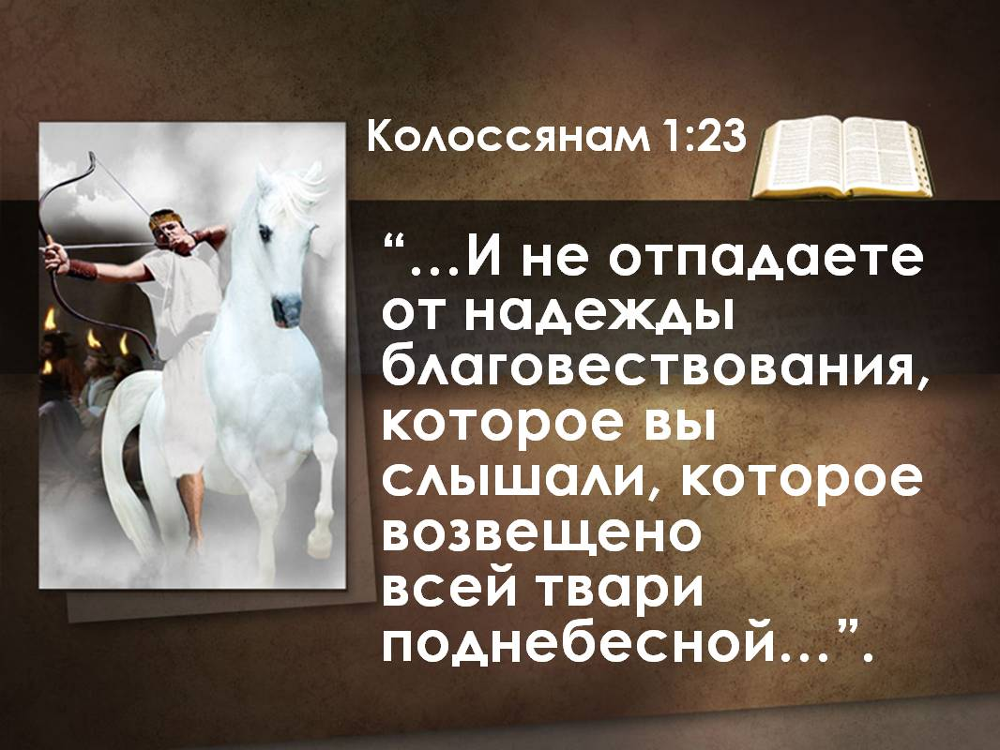 Колоссянам 1:23
“…И не отпадаете
от надежды
благовествования,
которое вы
слышали, которое
возвещено
всей твари
поднебесной…”.